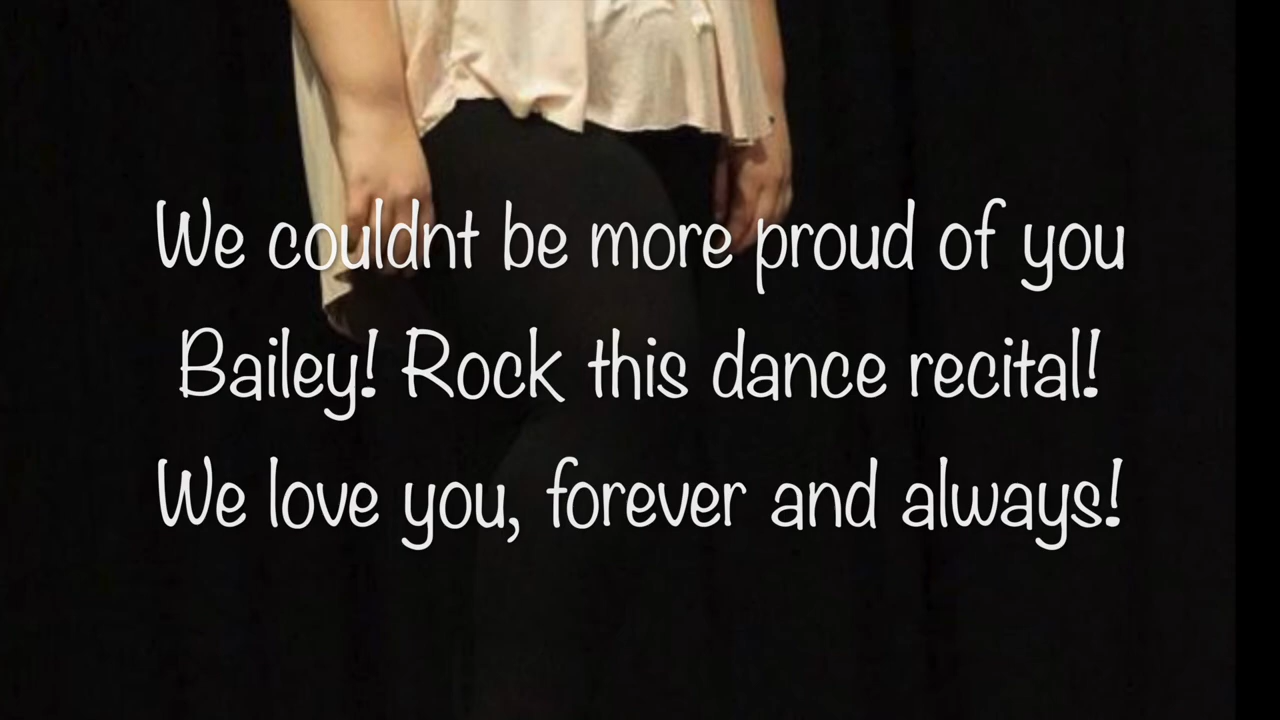 We couldnt be more proud of you
Bailey! Rock this dance recital!
We love you, forever and always!